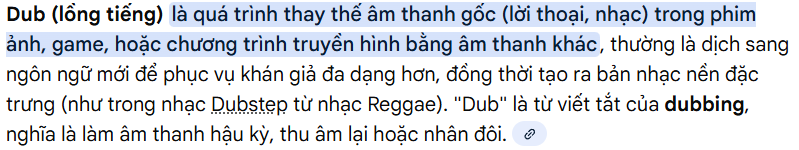 Dub (lồng tiếng) là quá trình thay thế âm thanh gốc (lời thoại, nhạc) trong phim
ảnh, game, hoặc chương trình truyền hình bằng âm thanh khác, thường là dịch sang
ngôn ngữ mới để phục vụ khán giả đa dạng hơn, đồng thời tạo ra bản nhạc nền đặc
trưng (như trong nhạc Dubstep từ nhạc Reggae). "Dub" là từ viết tắt của dubbing,
nghĩa là làm âm thanh hậu kỳ, thu âm lại hoặc nhân đôi.